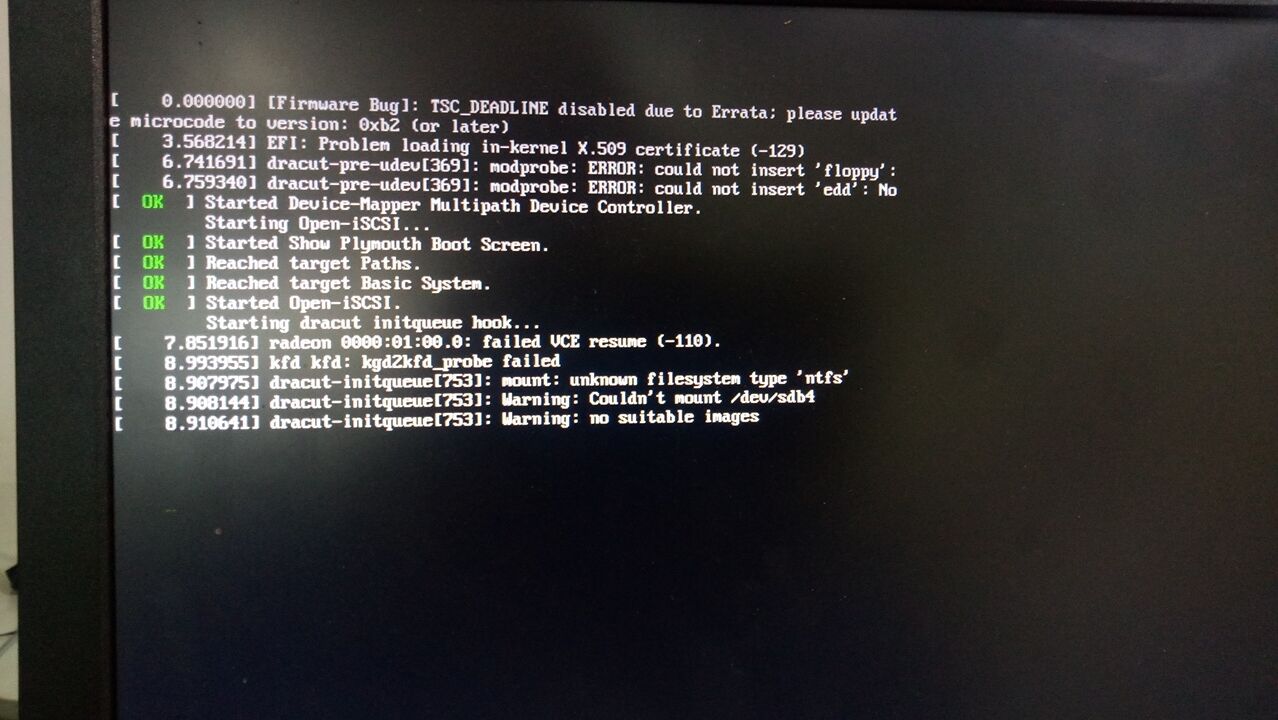 [    0.000000] [Firmware Bug]: TSC_DEADLINE disabled due to Errata; please updat
e microcode to version: 0xb2 (or later)
[    3.568214] EFI: Problem loading in-kernel X.509 certificate (-129)
[    6.741691] dracut-pre-udev[369]: modprobe: ERROR: could not insert 'floppy':
[    6.759340] dracut-pre-udev[369]: modprobe: ERROR: could not insert 'edd': No
[  OK  ] Started Device-Mapper Multipath Device Controller.
         Starting Open-iSCSI...
[  OK  ] Started Show Plymouth Boot Screen.
[  OK  ] Reached target Paths.
[  OK  ] Reached target Basic System.
[  OK  ] Started Open-iSCSI.
         Starting dracut initqueue hook...
[    7.851916] radeon 0000:01:00.0: failed VCE resume (-110).
[    8.993955] kfd kfd: kgd2kfd_probe failed
[    8.907975] dracut-initqueue[753]: mount: unknown filesystem type 'ntfs'
[    8.908144] dracut-initqueue[753]: Warning: Couldn't mount /dev/sdb4
[    8.910641] dracut-initqueue[753]: Warning: no suitable images